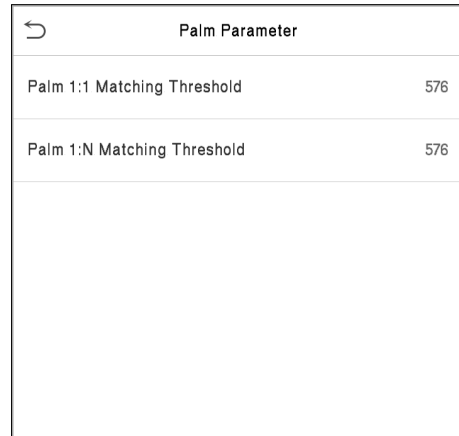 Palm Parameter
Palm 1:1 Matching Threshold 576
Palm 1:N Matching Threshold 576